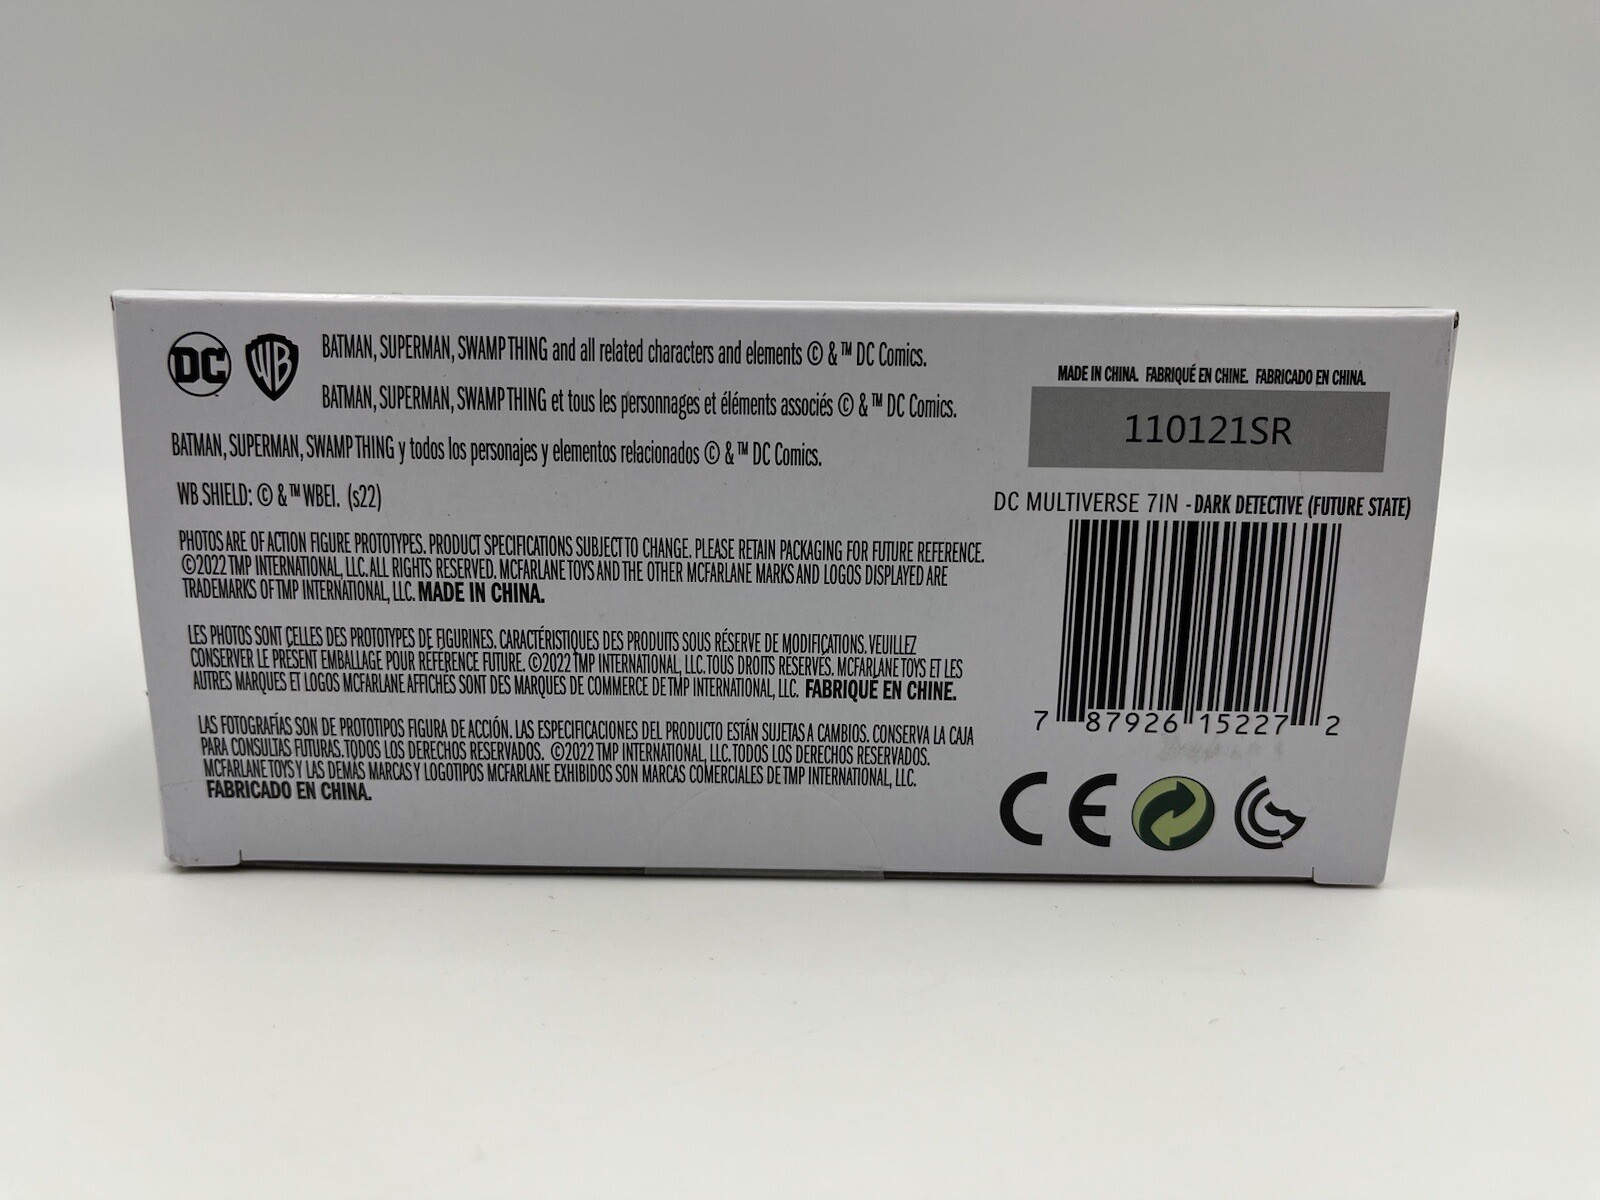 DC
WB
BATMAN, SUPERMAN, SWAMP THING and all related characters and elements © & ™ DC Comics.
BATMAN, SUPERMAN, SWAMP THING et tous les personnages et éléments associés © & ™ DC Comics.
BATMAN, SUPERMAN, SWAMP THING y todos los personajes y elementos relacionados © & ™ DC Comics.
WB SHIELD: © & ™ WBEI. (s22)
PHOTOS ARE OF ACTION FIGURE PROTOTYPES. PRODUCT SPECIFICATIONS SUBJECT TO CHANGE. PLEASE RETAIN PACKAGING FOR FUTURE REFERENCE.
©2022 TMP INTERNATIONAL, LLC. ALL RIGHTS RESERVED. MCFARLANE TOYS AND THE OTHER MCFARLANE MARKS AND LOGOS DISPLAYED ARE
TRADEMARKS OF TMP INTERNATIONAL, LLC. MADE IN CHINA.
LES PHOTOS SONT CELLES DES PROTOTYPES DE FIGURINES. CARACTÉRISTIQUES DES PRODUITS SOUS RÉSERVE DE MODIFICATIONS. VEUILLEZ
CONSERVER LE PRÉSENT EMBALLAGE POUR RÉFÉRENCE FUTURE. ©2022 TMP INTERNATIONAL, LLC. TOUS DROITS RÉSERVÉS. MCFARLANE TOYS ET LES
AUTRES MARQUES ET LOGOS MCFARLANE AFFICHÉS SONT DES MARQUES DE COMMERCE DE TMP INTERNATIONAL, LLC. FABRIQUÉ EN CHINE.
LAS FOTOGRAFÍAS SON DE PROTOTIPOS FIGURA DE ACCIÓN. LAS ESPECIFICACIONES DEL PRODUCTO ESTÁN SUJETAS A CAMBIOS. CONSERVA LA CAJA
PARA CONSULTAS FUTURAS. TODOS LOS DERECHOS RESERVADOS. ©2022 TMP INTERNATIONAL, LLC. TODOS LOS DERECHOS RESERVADOS.
MCFARLANE TOYS Y LAS DEMAS MARCAS Y LOGOTIPOS MCFARLANE EXHIBIDOS SON MARCAS COMERCIALES DE TMP INTERNATIONAL, LLC.
FABRICADO EN CHINA.
MADE IN CHINA. FABRIQUÉ EN CHINE. FABRICADO EN CHINA.
110121SR
DC MULTIVERSE 7IN - DARK DETECTIVE (FUTURE STATE)
7 87926 15227 2
CE